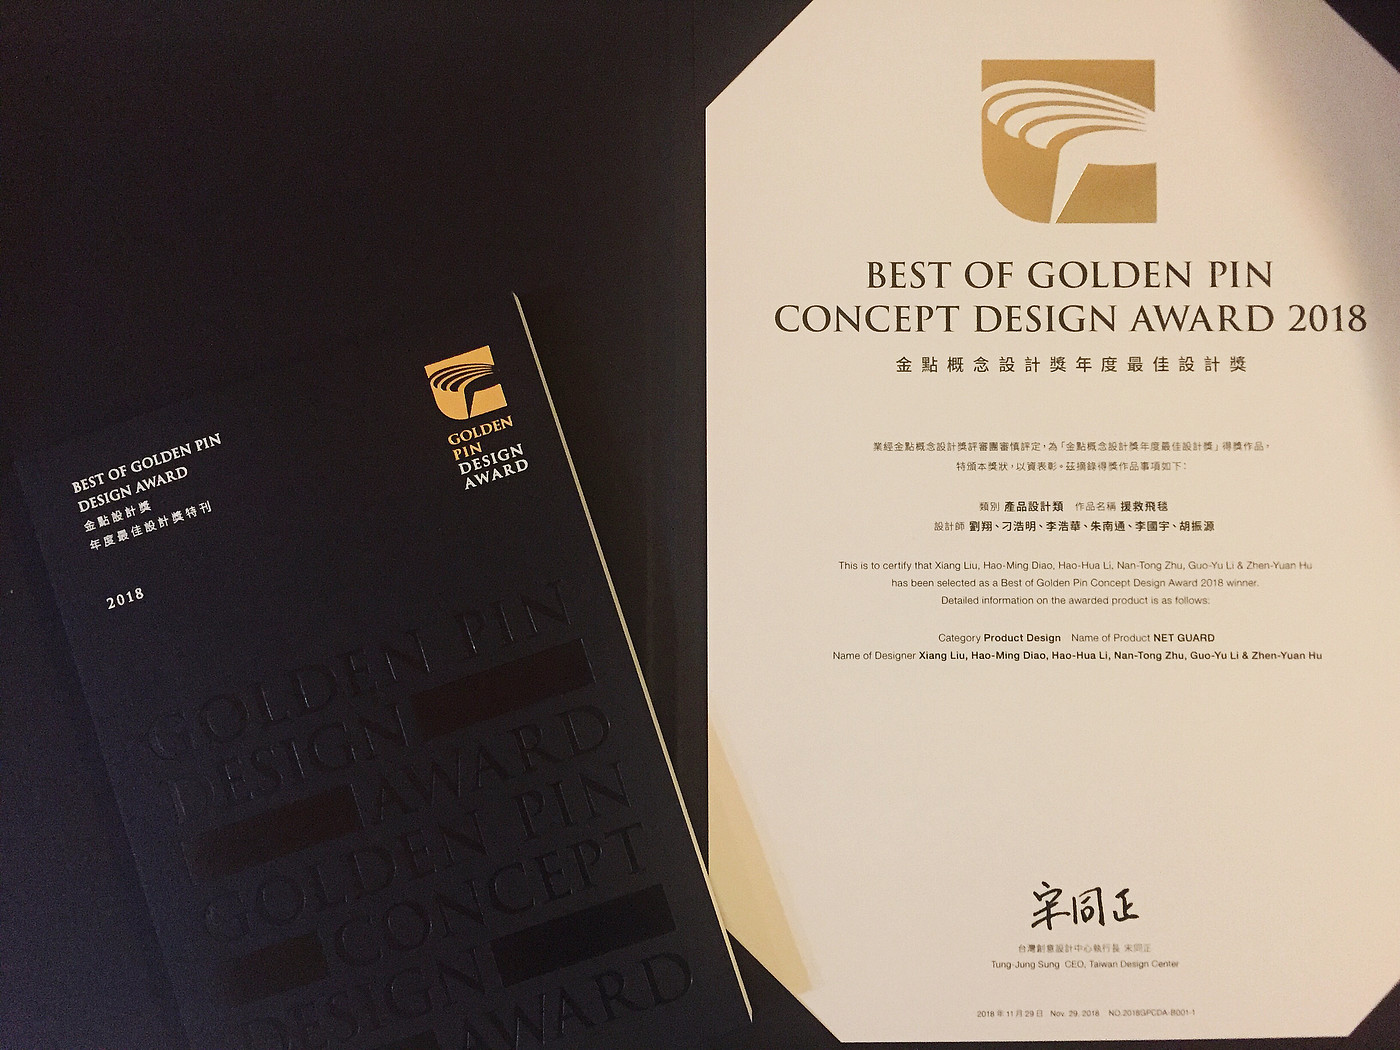 BEST OF GOLDEN PIN
DESIGN AWARD
金點設計獎
年度最佳設計獎特刊
2018
GOLDEN
PIN
DESIGN
AWARD
GOLDEN PIN
DESIGN
AWARD
GOLDEN PIN
CONCEPT
DESIGN
AWARD
BEST OF GOLDEN PIN
CONCEPT DESIGN AWARD 2018
金點概念設計獎年度最佳設計獎
業經金點概念設計獎評審團審慎評定，為「金點概念設計獎年度最佳設計獎」得獎作品，
特頒本獎狀，以資表彰。茲摘錄得獎作品事項如下：
類別 產品設計類 作品名稱 援救飛毯
設計師 劉翔、刁浩明、李浩華、朱南通、李國宇、胡振源
This is to certify that Xiang Liu, Hao-Ming Diao, Hao-Hua Li, Nan-Tong Zhu, Guo-Yu Li & Zhen-Yuan Hu
has been selected as a Best of Golden Pin Concept Design Award 2018 winner.
Detailed information on the awarded product is as follows:
Category Product Design Name of Product NET GUARD
Name of Designer Xiang Liu, Hao-Ming Diao, Hao-Hua Li, Nan-Tong Zhu, Guo-Yu Li & Zhen-Yuan Hu
宋同正
台灣創意設計中心執行長 宋同正
Tung-Jung Sung CEO, Taiwan Design Center
2018 年 11 月 29 日 Nov. 29, 2018 NO.2018GPCDA-B001-1